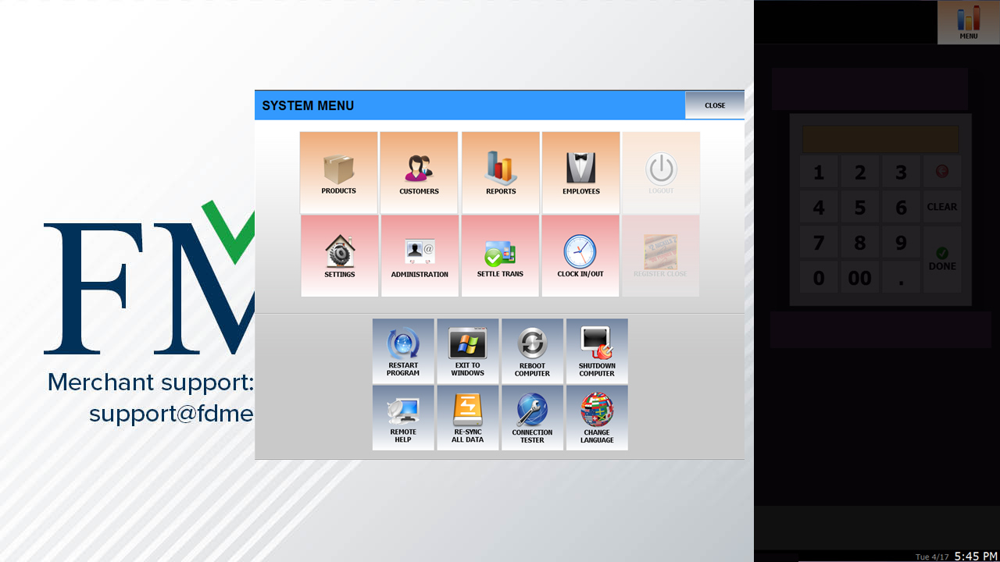 MENU
SYSTEM MENU
CLOSE
PRODUCTS
CUSTOMERS
REPORTS
EMPLOYEES
LOGOUT
SETTINGS
ADMINISTRATION
SETTLE TRANS
CLOCK IN/OUT
REGISTER CLOSE
RESTART
PROGRAM
EXIT TO
WINDOWS
REBOOT
COMPUTER
SHUTDOWN
COMPUTER
REMOTE
HELP
RE-SYNC
ALL DATA
CONNECTION
TESTER
CHANGE
LANGUAGE
FM
Merchant support:
support@fdme
1 2 3
4 5 6 CLEAR
7 8 9
DONE
0 00 .
Tue 4/17 5:45 PM